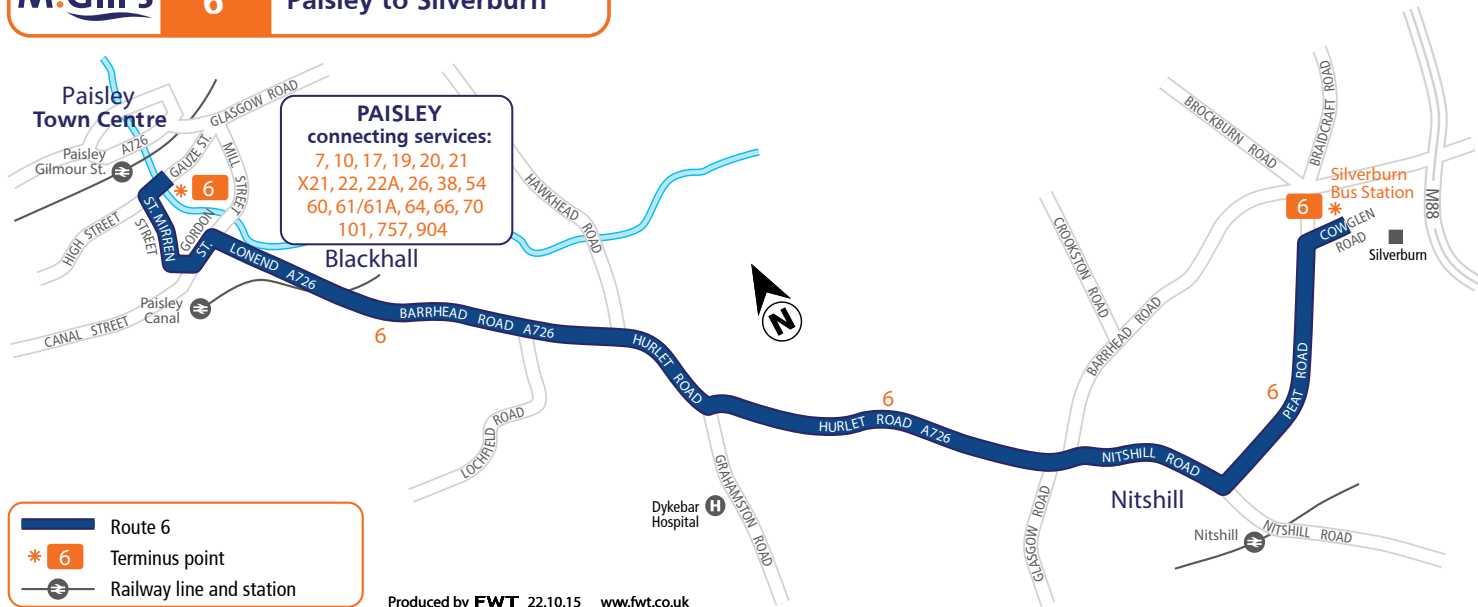 McGill's
6
Paisley to Silverburn
Paisley
Town Centre
A726
GLASGOW ROAD
GAUZE ST.
MILL STREET
Paisley
Gilmour St.
6
HIGH STREET
ST. MIRREN
STREET
GORDON
ST.
LONEND A726
Paisley
Canal
CANAL STREET
PAISLEY
connecting services:
7, 10, 17, 19, 20, 21
X21, 22, 22A, 26, 38, 54
60, 61/61A, 64, 66, 70
101, 757, 904
Blackhall
BARRHEAD ROAD A726
6
HAWKHEAD ROAD
HURLET ROAD
LOCHFIELD ROAD
N
HURLET ROAD A726
6
GRAHAMSTON ROAD
Dykebar
Hospital
H
CROOKSTON ROAD
BARRHEAD ROAD
GLASGOW ROAD
NITSHILL ROAD
Nitshill
Nitshill
NITSHILL ROAD
PEAT ROAD
6
BROCKBURN ROAD
BRAIDCRAFT ROAD
Silverburn
Bus Station
6
COWGLEN
ROAD
Silverburn
M88
Route 6
6 Terminus point
Railway line and station
Produced by FWT 22.10.15 www.fwt.co.uk